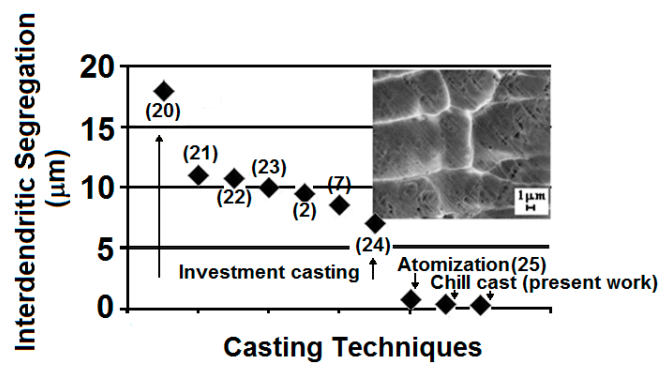 Interdendritic Segregation
(μm)
20
15
10
5
0
(20)
(21)
(22)
(23)
(2)
(7)
(24)
1μm
Investment casting
Atomization(25)
Chill cast (present work)
Casting Techniques